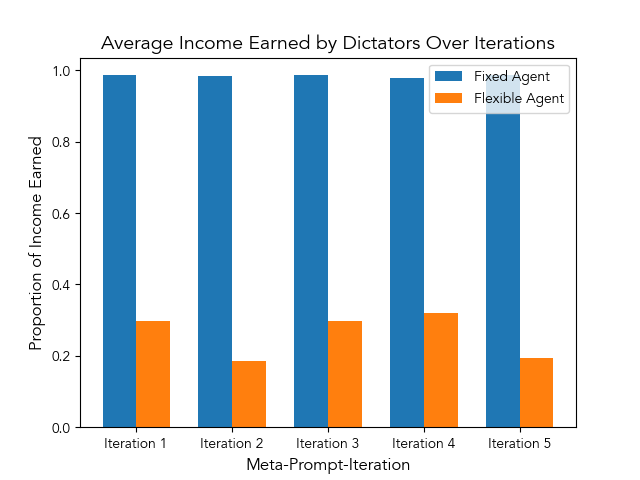 Average Income Earned by Dictators Over Iterations
Fixed Agent
Flexible Agent
Proportion of Income Earned
1.0
0.8
0.6
0.4
0.2
0.0
Iteration 1
Iteration 2
Iteration 3
Iteration 4
Iteration 5
Meta-Prompt-Iteration